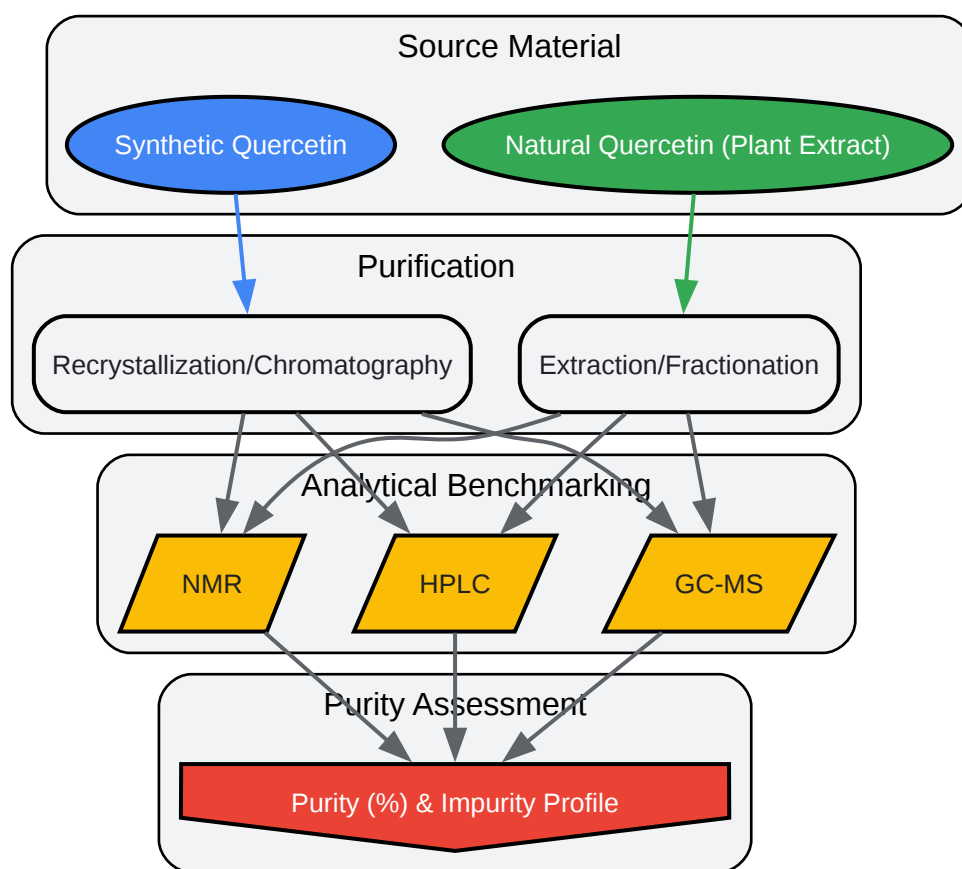 Source Material
Synthetic Quercetin
Natural Quercetin (Plant Extract)
Purification
Recrystallization/Chromatography
Extraction/Fractionation
Analytical Benchmarking
NMR
HPLC
GC-MS
Purity Assessment
Purity (%) & Impurity Profile